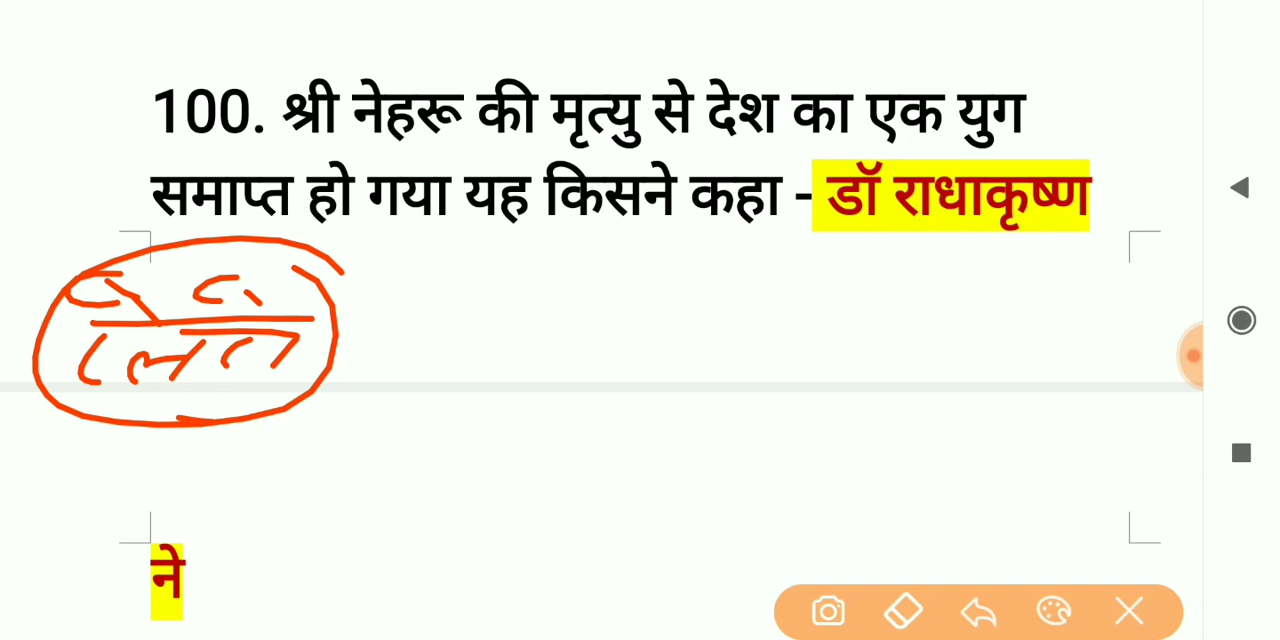 100. श्री नेहरू की मृत्यु से देश का एक युग
समाप्त हो गया यह किसने कहा - डॉ राधाकृष्ण
ने